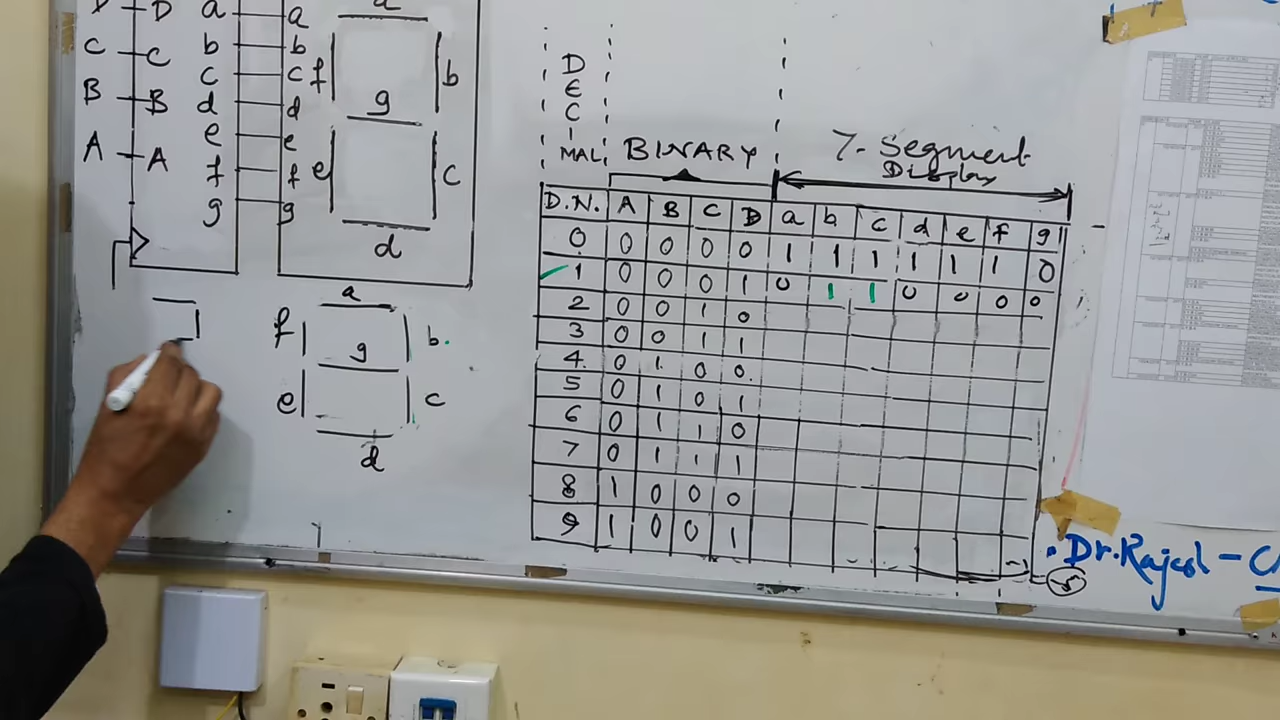 D D a a a
C C b b
B B c c f b
d d g
A A e e
f f e c
g g
d
a
f g b.
e c
d
DECI
MAL BINARY 7-Segment
Display
D.N. A B C D a b c d e f g
0 0 0 0 0 1 1 1 1 1 1 0
1 0 0 0 1 0 1 1 0 0 0 0
2 0 0 1 0
3 0 0 1 1
4 0 1 0 0
5 0 1 0 1
6 0 1 1 0
7 0 1 1 1
8 1 0 0 0
9 1 0 0 1
Dr.Rajesh-